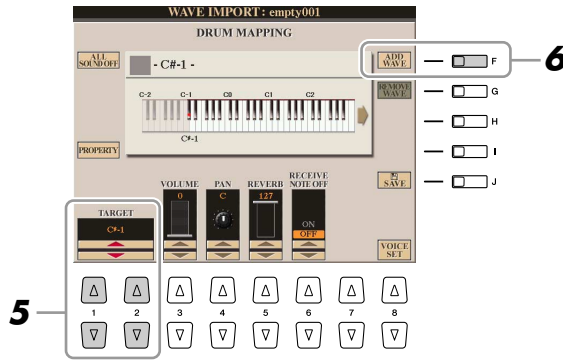 WAVE IMPORT: empty001
DRUM MAPPING
ALL
SOUND OFF
- C#-1 -
ADD
WAVE
F
6
C-2 C-1 C0 C1 C2
REMOVE
WAVE
G
H
C#-1
PROPERTY
I
VOLUME PAN REVERB RECEIVE
NOTE OFF
SAVE
J
0 C 127
TARGET
C#-1
ON
OFF
VOICE
SET
5
1 2 3 4 5 6 7 8